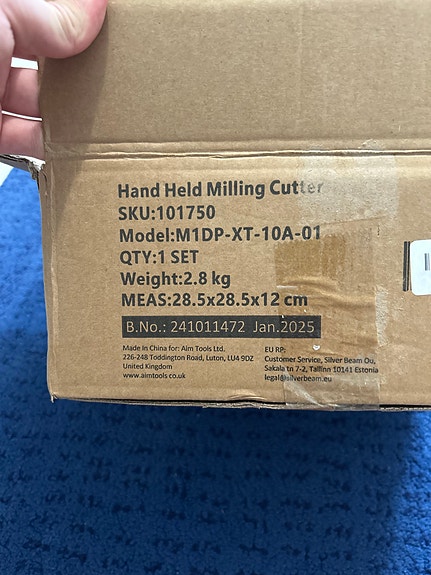 Hand Held Milling Cutter
SKU:101750
Model:M1DP-XT-10A-01
QTY:1 SET
Weight:2.8 kg
MEAS:28.5x28.5x12 cm
B.No.: 241011472 Jan.2025
Made In China for: Aim Tools Ltd.
226-248 Toddington Road, Luton, LU4 9DZ
United Kingdom
www.aimtools.co.uk
EU RP:
Customer Service, Silver Beam Ou,
Sakala tn 7-2, Tallinn 10141 Estonia
legal@silverbeam.eu